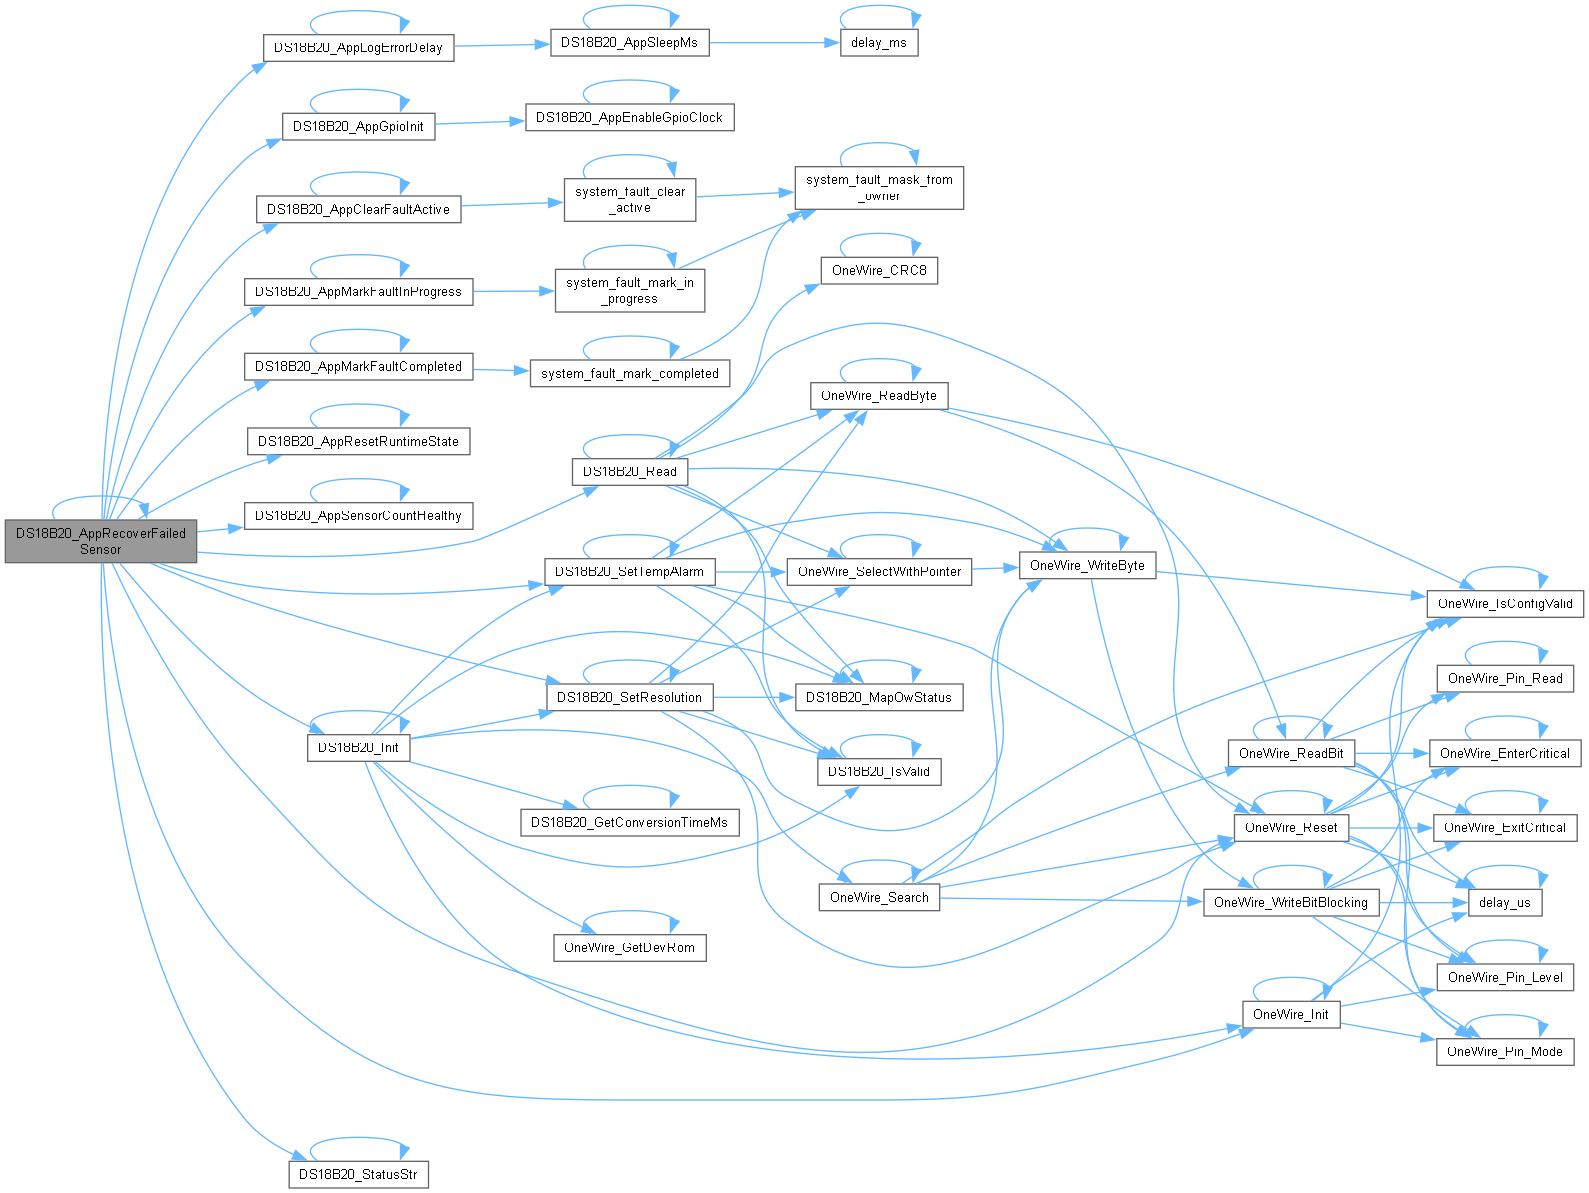 DS18B20_AppLogErrorDelay
DS18B20_AppSleepMs
delay_ms
DS18B20_AppGpioInit
DS18B20_AppEnableGpioClock
DS18B20_AppClearFaultActive
system_fault_clear
_active
system_fault_mask_from
_owner
DS18B20_AppMarkFaultInProgress
system_fault_mark_in
_progress
OneWire_CRC8
DS18B20_AppMarkFaultCompleted
system_fault_mark_completed
OneWire_ReadByte
DS18B20_AppResetRuntimeState
DS18B20_Read
DS18B20_AppSensorCountHealthy
DS18B20_AppRecoverFailed
Sensor
DS18B20_SetTempAlarm
OneWire_SelectWithPointer
OneWire_WriteByte
OneWire_IsConfigValid
OneWire_Pin_Read
DS18B20_SetResolution
DS18B20_MapOwStatus
DS18B20_Init
OneWire_ReadBit
OneWire_EnterCritical
DS18B20_IsValid
DS18B20_GetConversionTimeMs
OneWire_Reset
OneWire_ExitCritical
OneWire_Search
OneWire_WriteBitBlocking
delay_us
OneWire_GetDevRom
OneWire_Pin_Level
OneWire_Init
OneWire_Pin_Mode
DS18B20_StatusStr